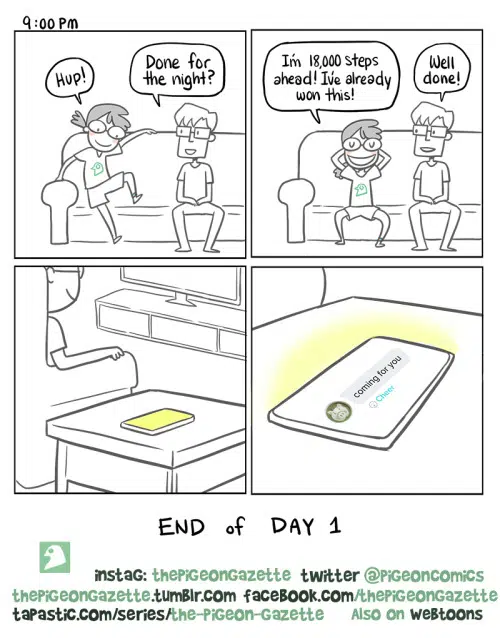 9:00 PM
Hup!
Done for
the night?
I'm 18,000 steps
ahead! I've already
won this!
Well
done!
coming for you
Cheer
END of DAY 1
instaG: thePiGeonGazette twitter @PiGeoncomics
thePiGeonGazette.tumBlr.com faceBook.com/thePiGeonGazette
taPastic.com/series/the-PiGeon-Gazette Also on weBtoons